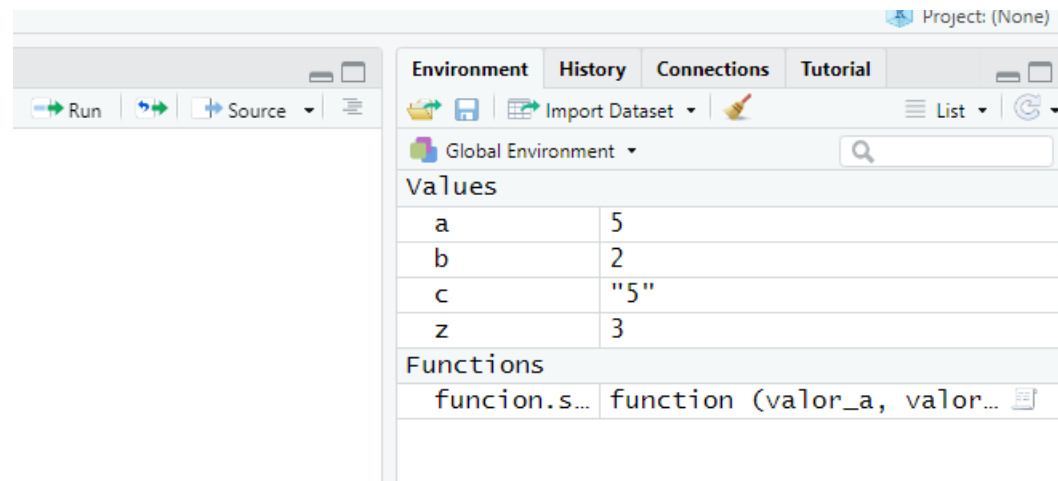 Project: (None)
Environment History Connections Tutorial
Run Source Import Dataset List
Global Environment
Values
a 5
b 2
c "5"
z 3
Functions
funcion.s… function (valor_a, valor…